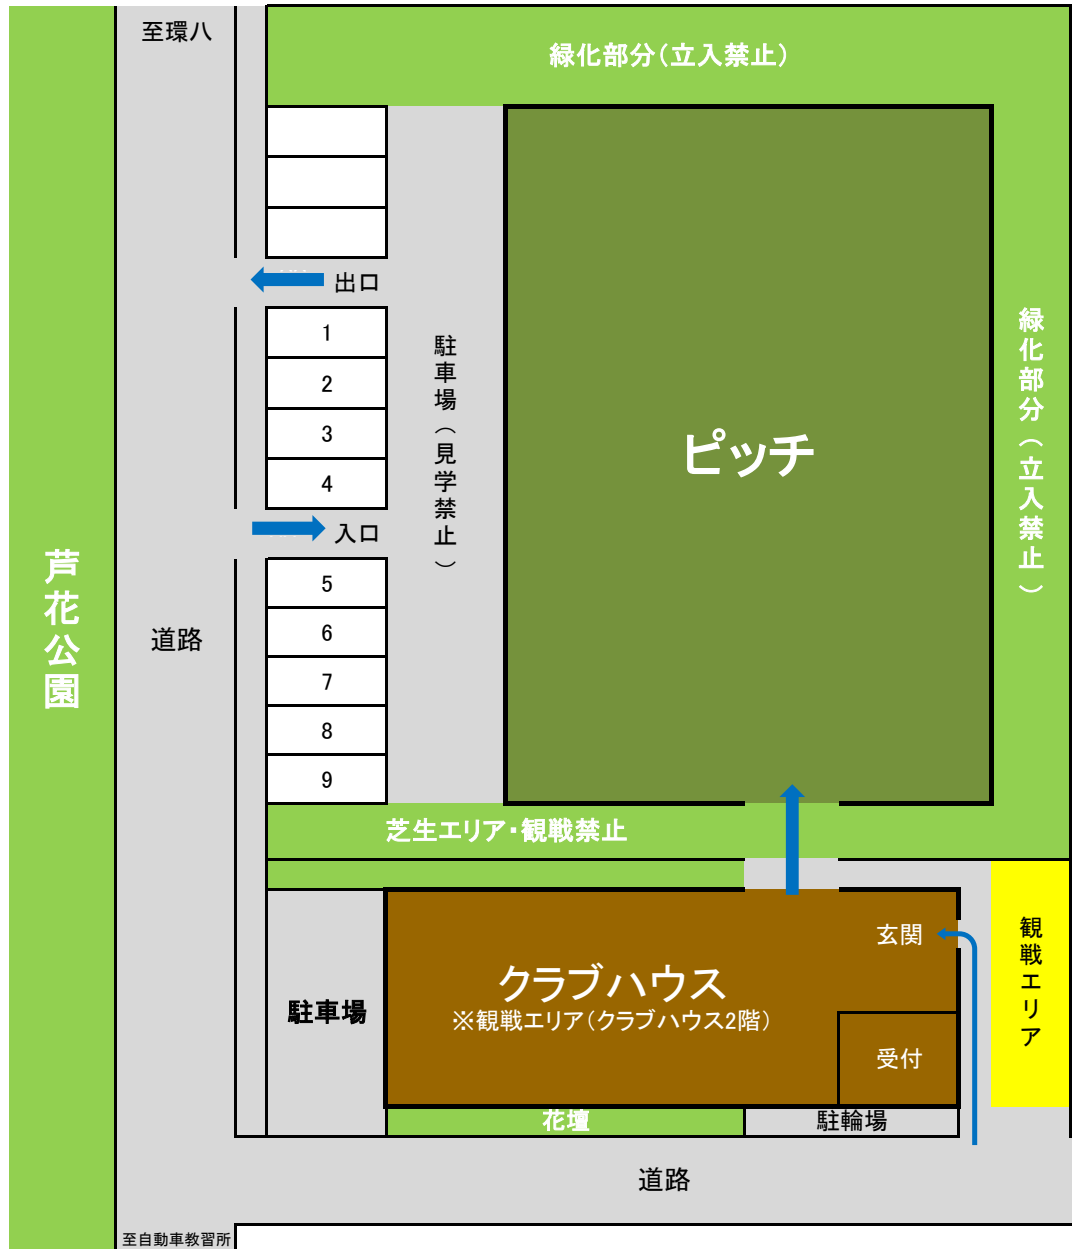 至環八
緑化部分（立入禁止）
出口
1
2
3
4
駐車場（見学禁止）
ピッチ
緑化部分（立入禁止）
入口
芦花公園
道路
5
6
7
8
9
芝生エリア・観戦禁止
玄関
観戦エリア
クラブハウス
※観戦エリア（クラブハウス2階）
駐車場
受付
花壇
駐輪場
道路
至自動車教習所